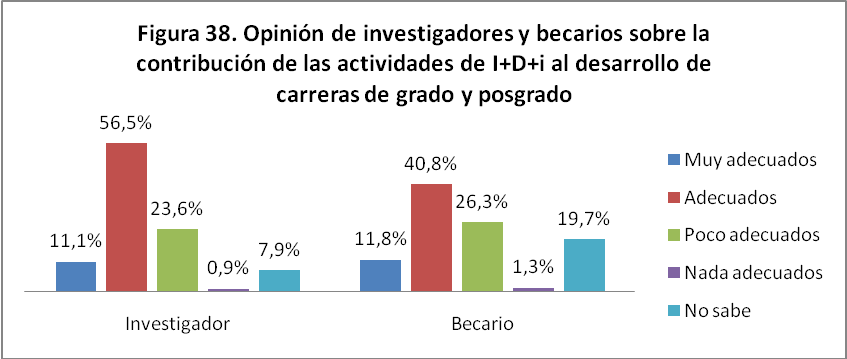 Figura 38. Opinión de investigadores y becarios sobre la
contribución de las actividades de I+D+i al desarrollo de
carreras de grado y posgrado
56,5%
40,8%
23,6%
26,3%
19,7%
11,1%
11,8%
7,9%
0,9%
1,3%
Investigador
Becario
Muy adecuados
Adecuados
Poco adecuados
Nada adecuados
No sabe